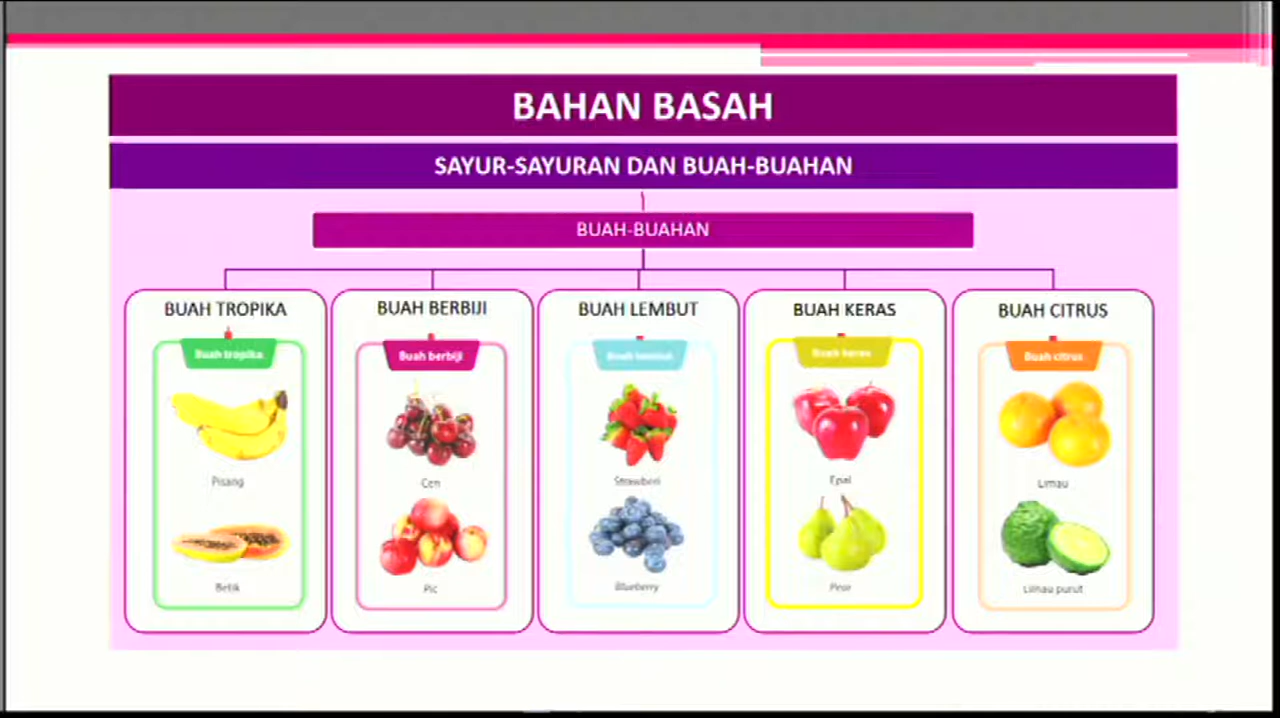 BAHAN BASAH
SAYUR-SAYURAN DAN BUAH-BUAHAN
BUAH-BUAHAN
BUAH TROPIKA
Buah tropika
Pisang
Betik
BUAH BERBIJI
Buah berbiji
Ceri
Pic
BUAH LEMBUT
Buah lembut
Strawberi
Blueberry
BUAH KERAS
Buah keras
Epal
Pear
BUAH CITRUS
Buah citrus
Limau
Limau purut